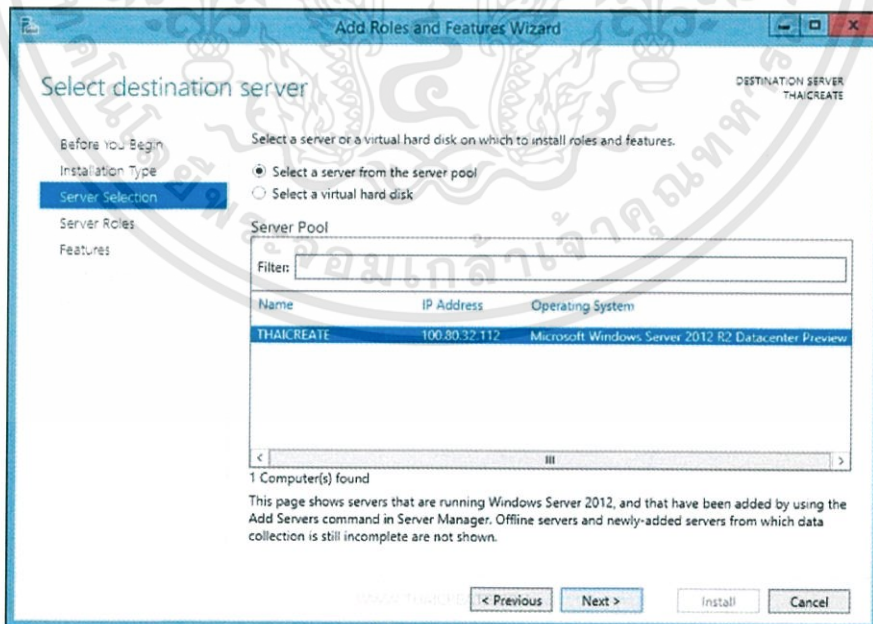 Add Roles and Features Wizard
Select destination server
DESTINATION SERVER
THAICREATE
Before You Begin
Installation Type
Server Selection
Server Roles
Features
Select a server or a virtual hard disk on which to install roles and features.
Select a server from the server pool
Select a virtual hard disk
Server Pool
Filter:
Name IP Address Operating System
THAICREATE 100.80.32.112 Microsoft Windows Server 2012 R2 Datacenter Preview
1 Computer(s) found
This page shows servers that are running Windows Server 2012, and that have been added by using the
Add Servers command in Server Manager. Offline servers and newly-added servers from which data
collection is still incomplete are not shown.
< Previous Next > Install Cancel